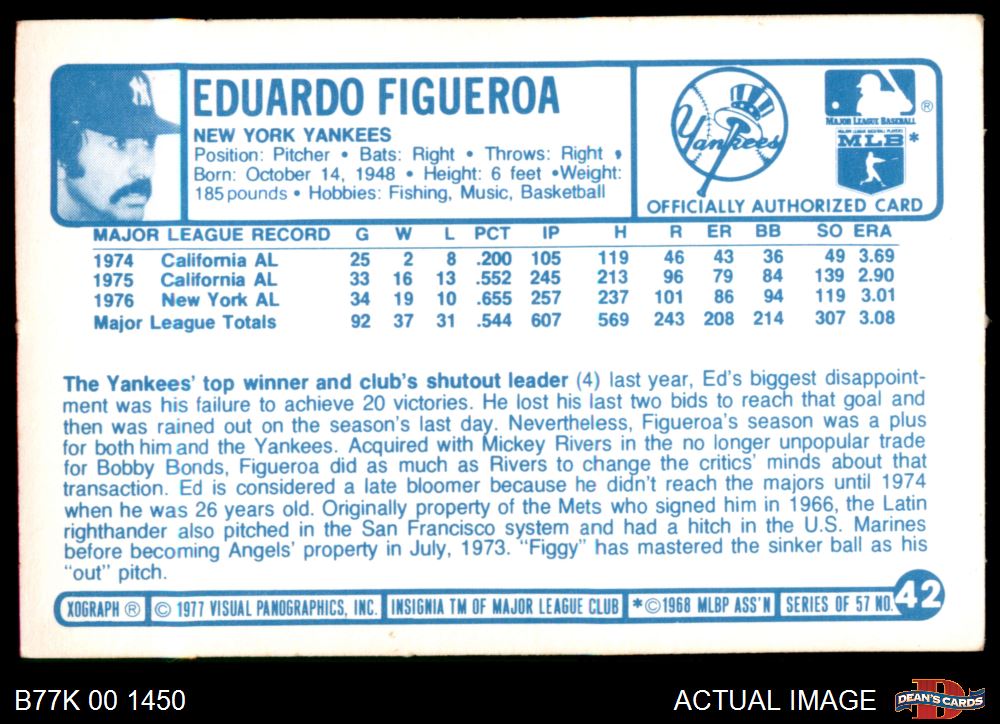 EDUARDO FIGUEROA
NEW YORK YANKEES
Position: Pitcher • Bats: Right • Throws: Right •
Born: October 14, 1948 • Height: 6 feet •Weight:
185 pounds • Hobbies: Fishing, Music, Basketball
NY
Yankees
MAJOR LEAGUE BASEBALL ®
MAJOR LEAGUE BASEBALL PLAYERS
MLB *
OFFICIALLY AUTHORIZED CARD
MAJOR LEAGUE RECORD G W L PCT IP H R ER BB SO ERA
1974 California AL 25 2 8 .200 105 119 46 43 36 49 3.69
1975 California AL 33 16 13 .552 245 213 96 79 84 139 2.90
1976 New York AL 34 19 10 .655 257 237 101 86 94 119 3.01
Major League Totals 92 37 31 .544 607 569 243 208 214 307 3.08
The Yankees' top winner and club's shutout leader (4) last year, Ed's biggest disappoint-
ment was his failure to achieve 20 victories. He lost his last two bids to reach that goal and
then was rained out on the season's last day. Nevertheless, Figueroa's season was a plus
for both him and the Yankees. Acquired with Mickey Rivers in the no longer unpopular trade
for Bobby Bonds, Figueroa did as much as Rivers to change the critics' minds about that
transaction. Ed is considered a late bloomer because he didn't reach the majors until 1974
when he was 26 years old. Originally property of the Mets who signed him in 1966, the Latin
righthander also pitched in the San Francisco system and had a hitch in the U.S. Marines
before becoming Angels' property in July, 1973. "Figgy" has mastered the sinker ball as his
"out" pitch.
XOGRAPH ® © 1977 VISUAL PANOGRAPHICS, INC. INSIGNIA TM OF MAJOR LEAGUE CLUB *©1968 MLBP ASS'N SERIES OF 57 NO. 42
B77K 00 1450
ACTUAL IMAGE
D
DEAN'S CARDS